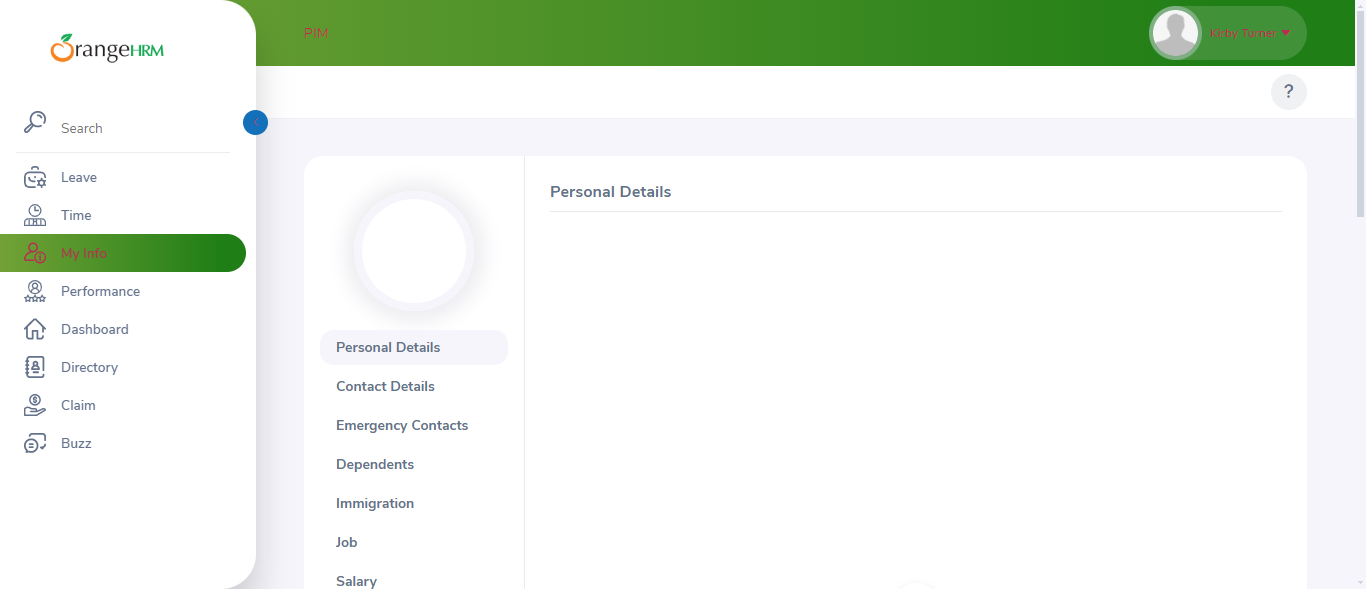 OrangeHRM
PIM
Kirby Turner
?
Search
Leave
Time
My Info
Performance
Dashboard
Directory
Claim
Buzz
Personal Details
Contact Details
Emergency Contacts
Dependents
Immigration
Job
Salary
Personal Details